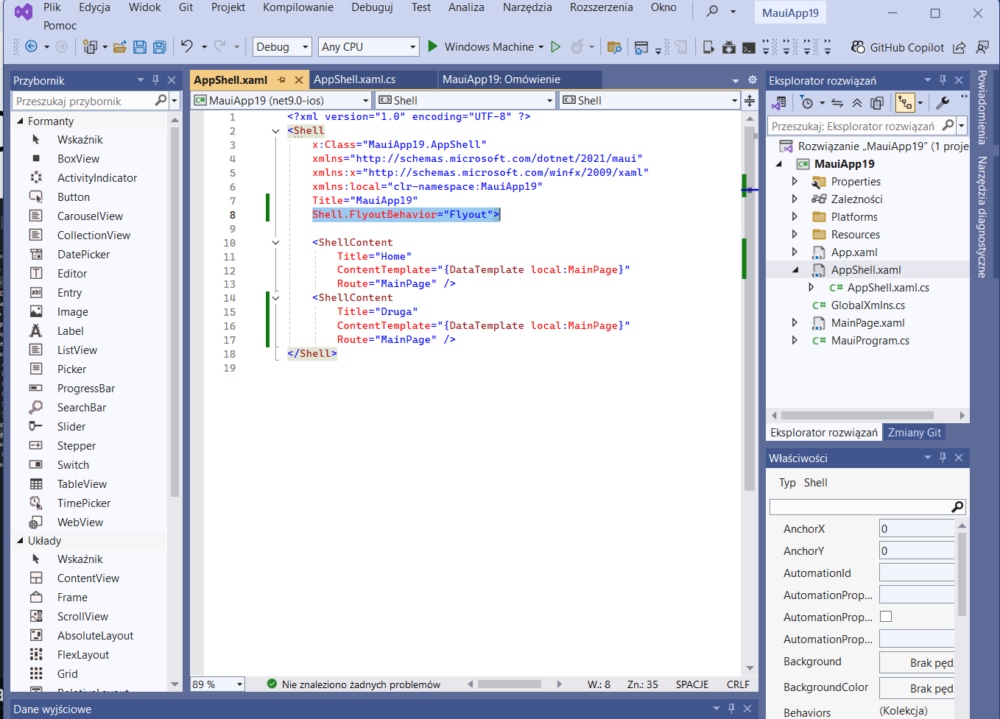 Plik Edycja Widok Git Projekt Kompilowanie Debuguj Test Analiza Narzędzia Rozszerzenia Okno MauiApp19
Pomoc
Debug Any CPU Windows Machine GitHub Copilot
Przybornik
Przeszukaj przybornik
Formanty
Wskaźnik
BoxView
ActivityIndicator
Button
CarouselView
CollectionView
DatePicker
Editor
Entry
Image
Label
ListView
Picker
ProgressBar
SearchBar
Slider
Stepper
Switch
TableView
TimePicker
WebView
Układy
Wskaźnik
ContentView
Frame
ScrollView
AbsoluteLayout
FlexLayout
Grid
AppShell.xaml AppShell.xaml.cs MauiApp19: Omówienie
MauiApp19 (net9.0-ios) Shell Shell
1 <?xml version="1.0" encoding="UTF-8" ?>
2 <Shell
3 x:Class="MauiApp19.AppShell"
4 xmlns="http://schemas.microsoft.com/dotnet/2021/maui"
5 xmlns:x="http://schemas.microsoft.com/winfx/2009/xaml"
6 xmlns:local="clr-namespace:MauiApp19"
7 Title="MauiApp19"
8 Shell.FlyoutBehavior="Flyout">
9
10 <ShellContent
11 Title="Home"
12 ContentTemplate="{DataTemplate local:MainPage}"
13 Route="MainPage" />
14 <ShellContent
15 Title="Druga"
16 ContentTemplate="{DataTemplate local:MainPage}"
17 Route="MainPage" />
18 </Shell>
19
89 % Nie znaleziono żadnych problemów W.: 8 Zn.: 35 SPACJE CRLF
Dane wyjściowe
Eksplorator rozwiązań
Przeszukaj: Eksplorator rozwiązań
Rozwiązanie „MauiApp19” (1 proje
MauiApp19
Properties
Zależności
Platforms
Resources
App.xaml
AppShell.xaml
AppShell.xaml.cs
GlobalXmlns.cs
MainPage.xaml
MauiProgram.cs
Eksplorator rozwiązań Zmiany Git
Właściwości
Typ Shell
AnchorX 0
AnchorY 0
AutomationId
AutomationProp...
AutomationProp...
AutomationProp...
Background Brak pędz
BackgroundColor Brak pędz
Behaviors (Kolekcja)
Powiadomienia
Narzędzia diagnostyczne